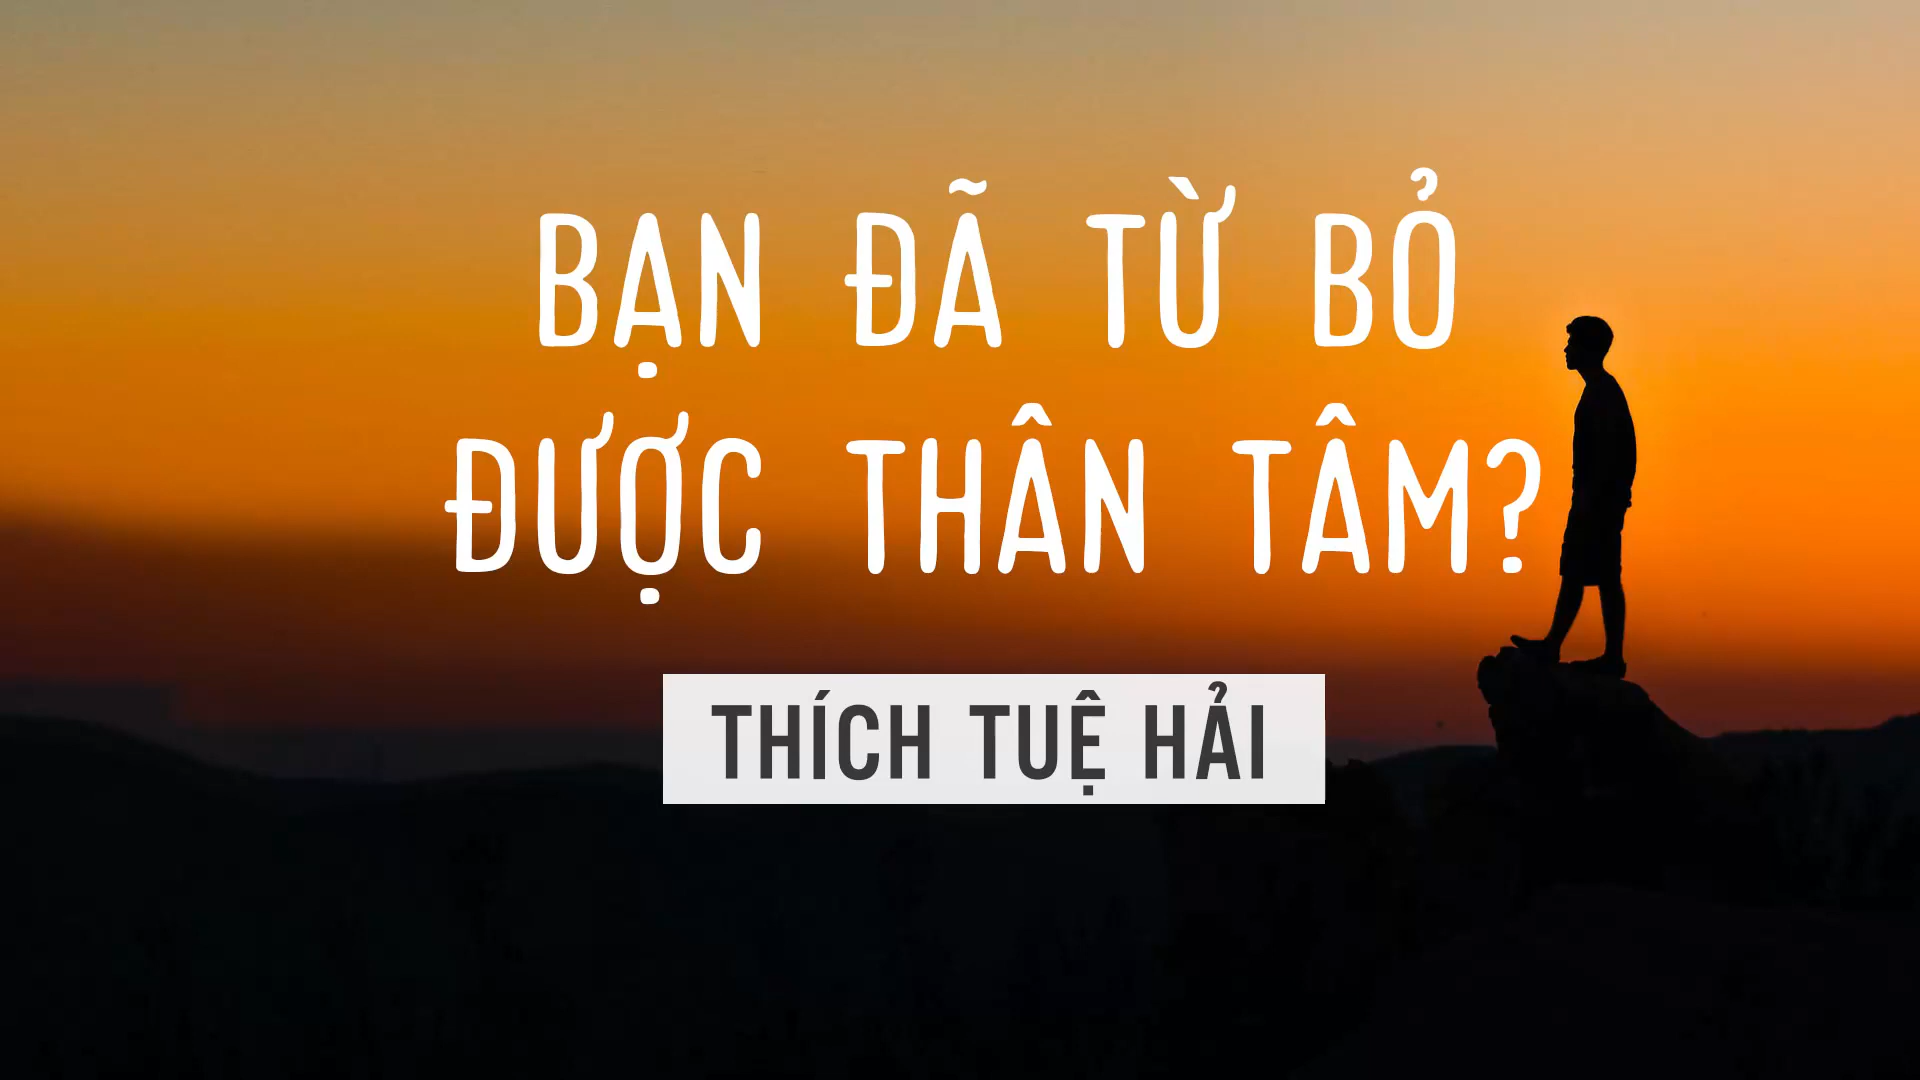 BẠN ĐÃ TỪ BỎ
ĐƯỢC THÂN TÂM?
THÍCH TUỆ HẢI